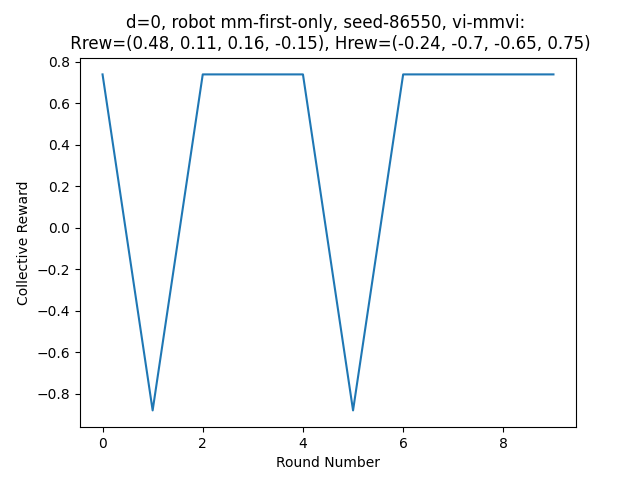 d=0, robot mm-first-only, seed-86550, vi-mmvi:
Rrew=(0.48, 0.11, 0.16, -0.15), Hrew=(-0.24, -0.7, -0.65, 0.75)
0.8
0.6
0.4
0.2
0.0
−0.2
−0.4
−0.6
−0.8
Collective Reward
0 2 4 6 8
Round Number